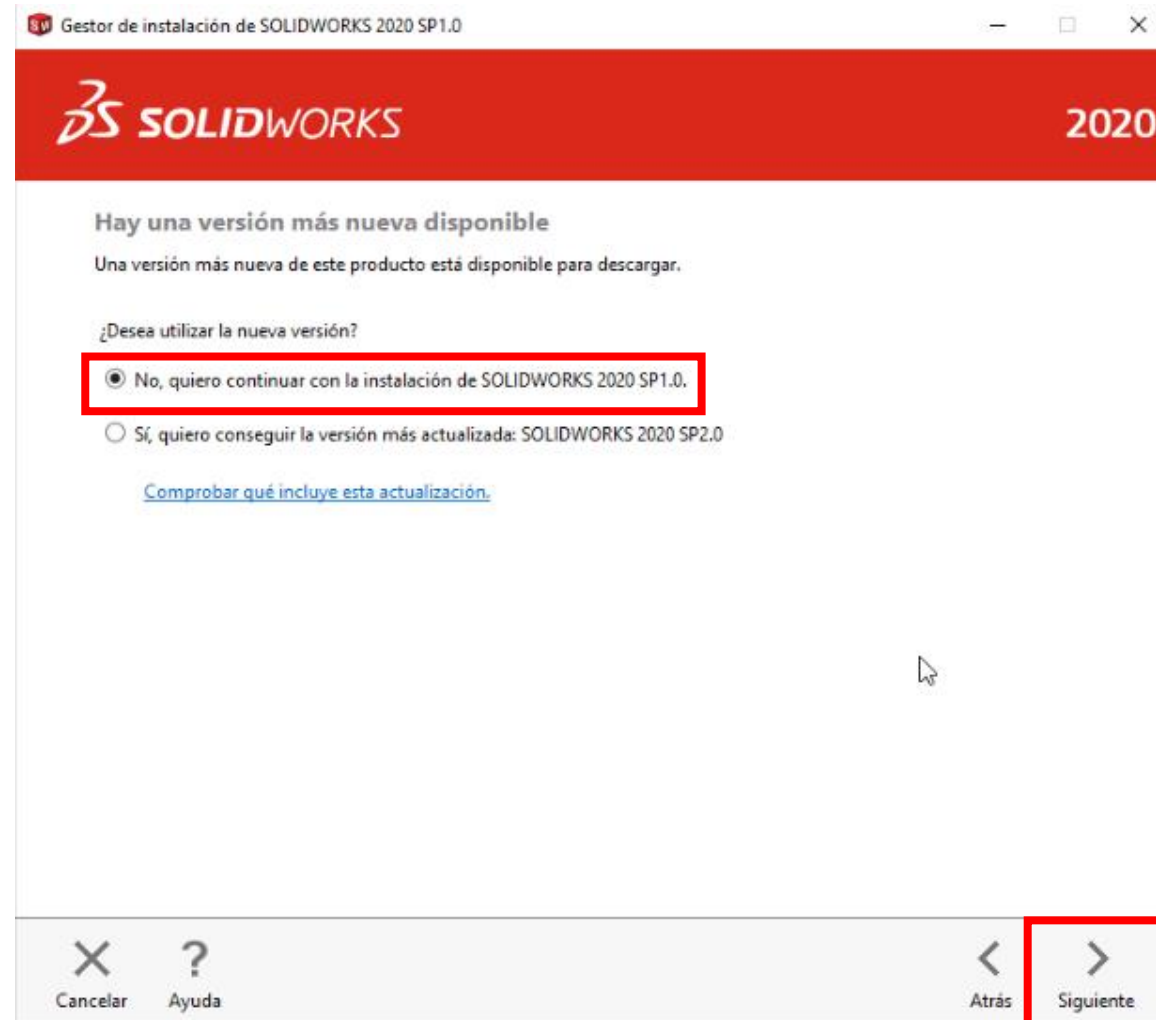 Gestor de instalación de SOLIDWORKS 2020 SP1.0
SOLIDWORKS
2020
Hay una versión más nueva disponible
Una versión más nueva de este producto está disponible para descargar.
¿Desea utilizar la nueva versión?
No, quiero continuar con la instalación de SOLIDWORKS 2020 SP1.0.
Sí, quiero conseguir la versión más actualizada: SOLIDWORKS 2020 SP2.0
Comprobar qué incluye esta actualización.
Cancelar
Ayuda
Atrás
Siguiente